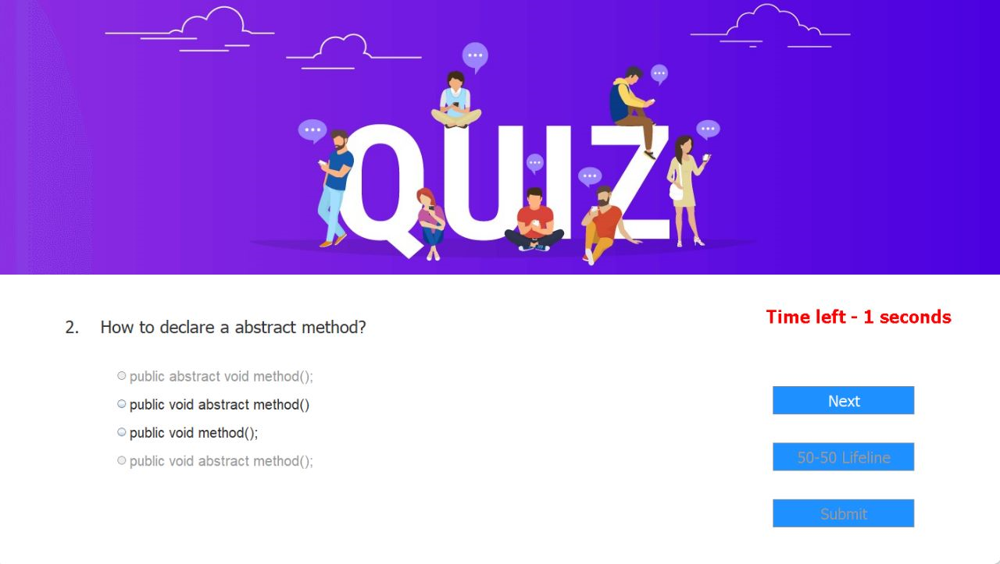 QUIZ
2. How to declare a abstract method?
Time left - 1 seconds
public abstract void method();
public void abstract method()
public void method();
public void abstract method();
Next
50-50 Lifeline
Submit